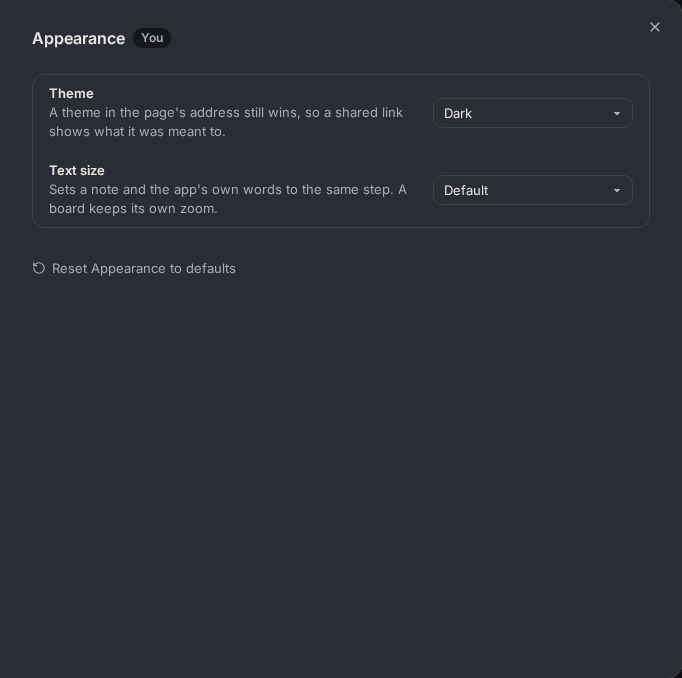 Appearance You
Theme
A theme in the page's address still wins, so a shared link
shows what it was meant to.
Dark
Text size
Sets a note and the app's own words to the same step. A
board keeps its own zoom.
Default
Reset Appearance to defaults